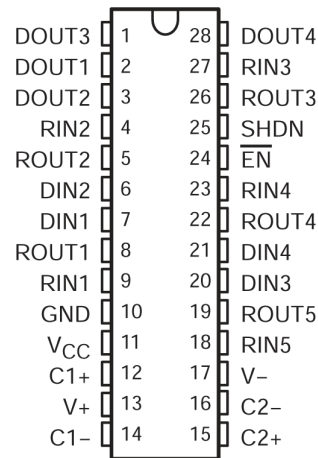 DOUT3 1 28 DOUT4
DOUT1 2 27 RIN3
DOUT2 3 26 ROUT3
RIN2 4 25 SHDN
ROUT2 5 24 E̅N̅
DIN2 6 23 RIN4
DIN1 7 22 ROUT4
ROUT1 8 21 DIN4
RIN1 9 20 DIN3
GND 10 19 ROUT5
VCC 11 18 RIN5
C1+ 12 17 V−
V+ 13 16 C2−
C1− 14 15 C2+